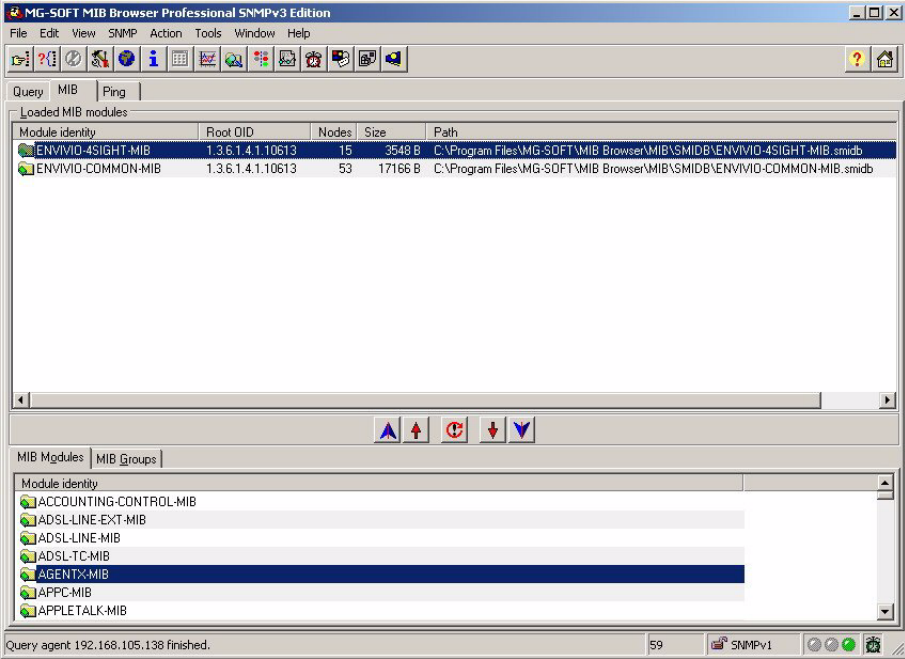 MG-SOFT MIB Browser Professional SNMPv3 Edition
File Edit View SNMP Action Tools Window Help
Query MIB Ping
Loaded MIB modules
Module identity Root OID Nodes Size Path
ENVIVIO-4SIGHT-MIB 1.3.6.1.4.1.10613 15 3548 B C:\Program Files\MG-SOFT\MIB Browser\MIB\SMIDB\ENVIVIO-4SIGHT-MIB.smidb
ENVIVIO-COMMON-MIB 1.3.6.1.4.1.10613 53 17166 B C:\Program Files\MG-SOFT\MIB Browser\MIB\SMIDB\ENVIVIO-COMMON-MIB.smidb
MIB Modules MIB Groups
Module identity
ACCOUNTING-CONTROL-MIB
ADSL-LINE-EXT-MIB
ADSL-LINE-MIB
ADSL-TC-MIB
AGENTX-MIB
APPC-MIB
APPLETALK-MIB
Query agent 192.168.105.138 finished. 59 SNMPv1